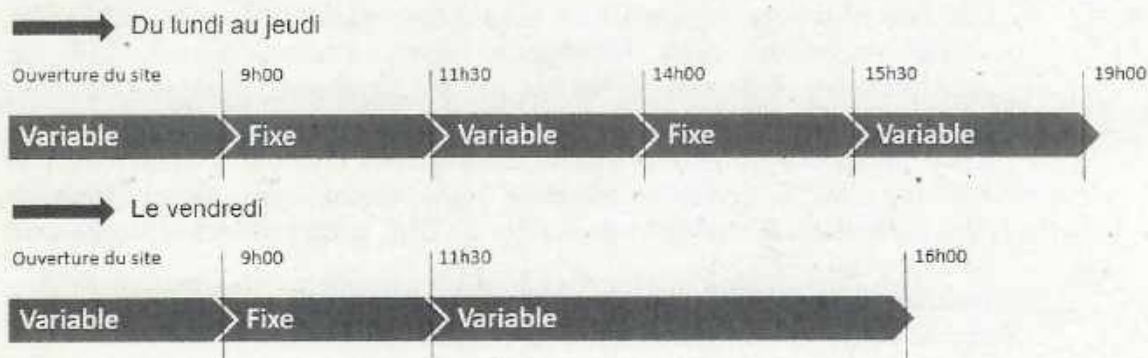 Du lundi au jeudi
Ouverture du site 9h00 11h30 14h00 15h30 19h00
Variable Fixe Variable Fixe Variable
Le vendredi
Ouverture du site 9h00 11h30 16h00
Variable Fixe Variable